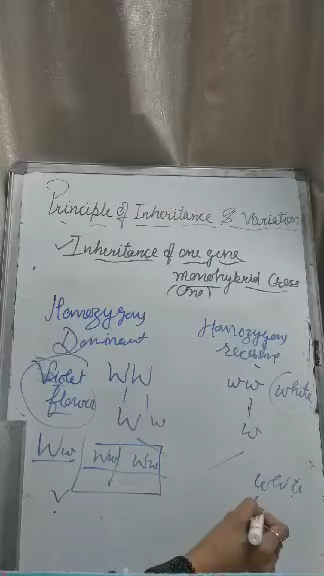 Principle of Inheritance & Variation
✓ Inheritance of one gene
monohybrid Cross
(One)
Homozygous
Dominant
Homozygous
recessive
Violet
flower
WW
W W
ww
White
w
Ww
Ww Ww
White